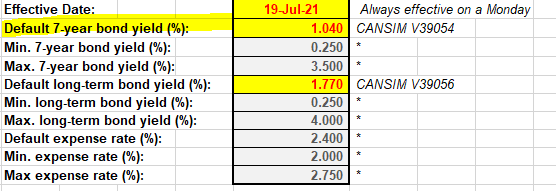 Effective Date: 19-Jul-21 Always effective on a Monday
Default 7-year bond yield (%): 1.040 CANSIM V39054
Min. 7-year bond yield (%): 0.250 *
Max. 7-year bond yield (%): 3.500 *
Default long-term bond yield (%): 1.770 CANSIM V39056
Min. long-term bond yield (%): 0.250 *
Max. long-term bond yield (%): 4.000 *
Default expense rate (%): 2.400 *
Min. expense rate (%): 2.000 *
Max expense rate (%): 2.750 *